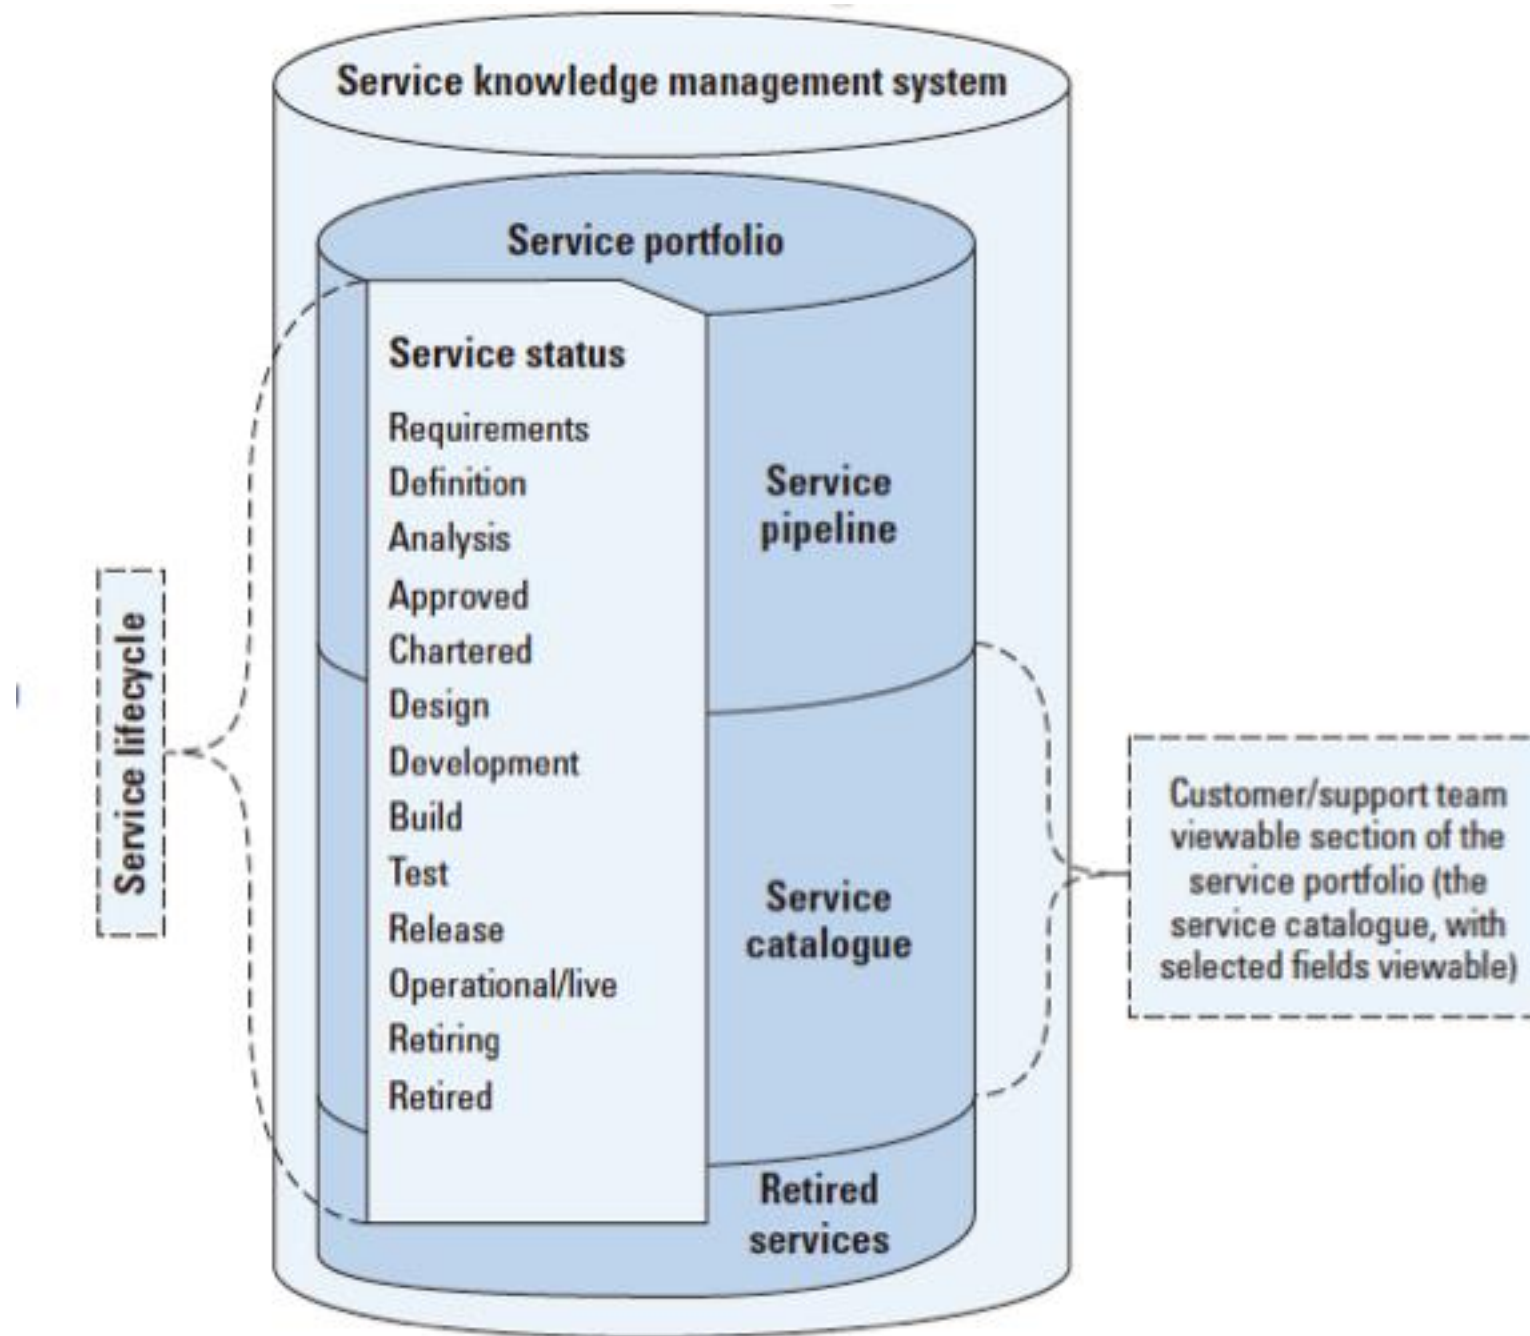 Service knowledge management system
Service portfolio
Service status
Requirements
Definition
Analysis
Approved
Chartered
Design
Development
Build
Test
Release
Operational/live
Retiring
Retired
Service
pipeline
Service
catalogue
Retired
services
Service lifecycle
Customer/support team
viewable section of the
service portfolio (the
service catalogue, with
selected fields viewable)